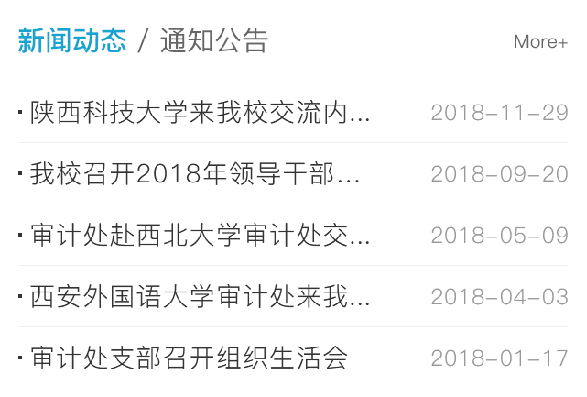 新闻动态 / 通知公告 More+
· 陕西科技大学来我校交流内... 2018-11-29
· 我校召开2018年领导干部... 2018-09-20
· 审计处赴西北大学审计处交... 2018-05-09
· 西安外国语大学审计处来我... 2018-04-03
· 审计处支部召开组织生活会 2018-01-17